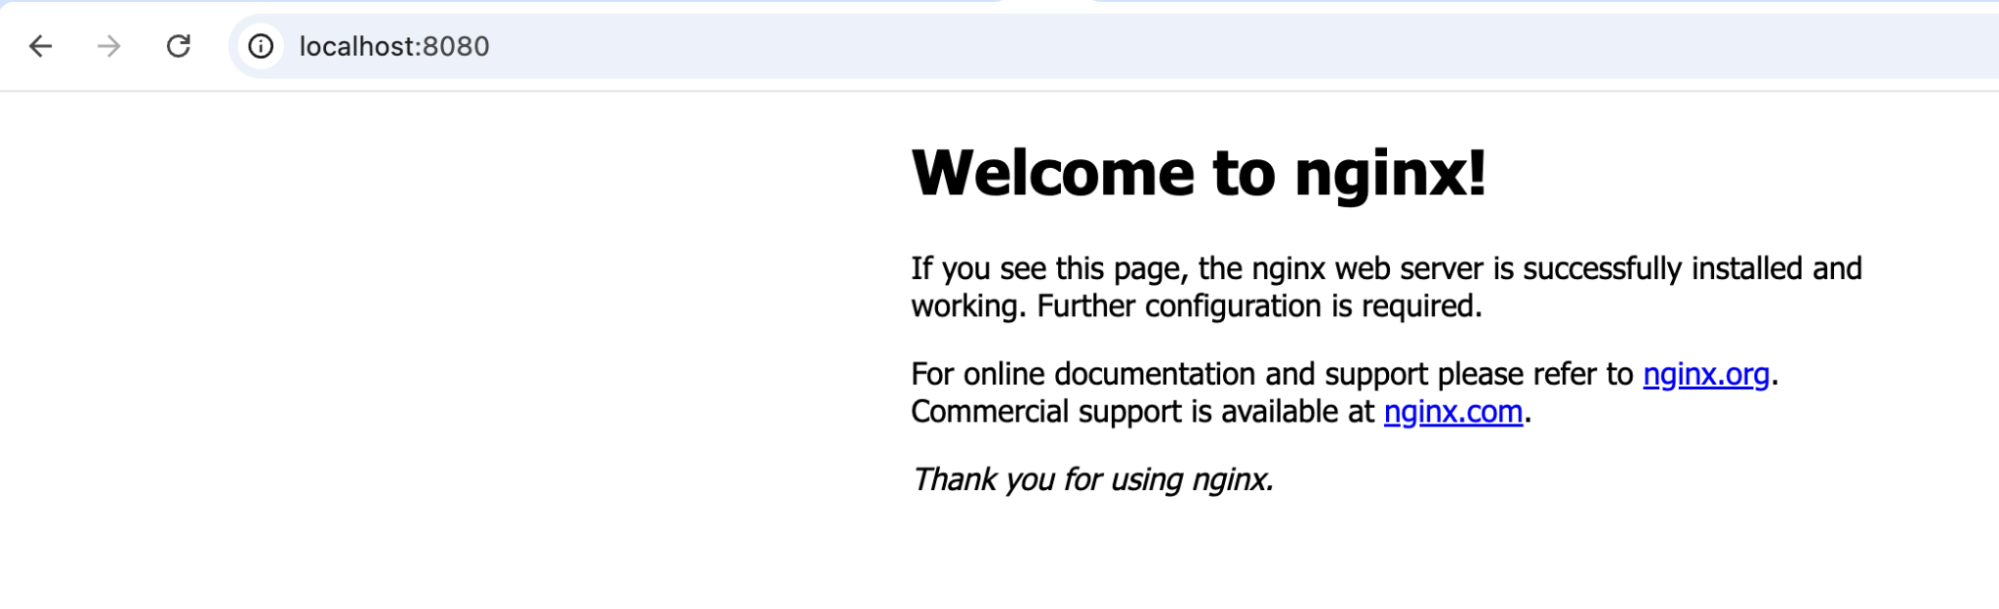 localhost:8080
Welcome to nginx!
If you see this page, the nginx web server is successfully installed and
working. Further configuration is required.
For online documentation and support please refer to nginx.org.
Commercial support is available at nginx.com.
Thank you for using nginx.